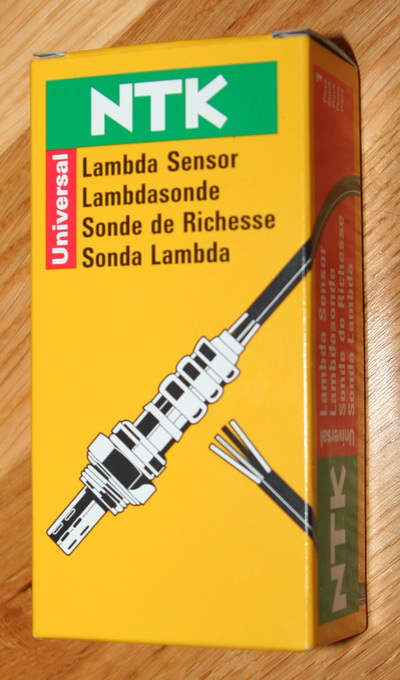 NTK
Universal
Lambda Sensor
Lambdasonde
Sonde de Richesse
Sonda Lambda
1
Lambda Sensor
Lambdasonde
Sonde de Richesse
Sonda Lambda
Universal
NTK